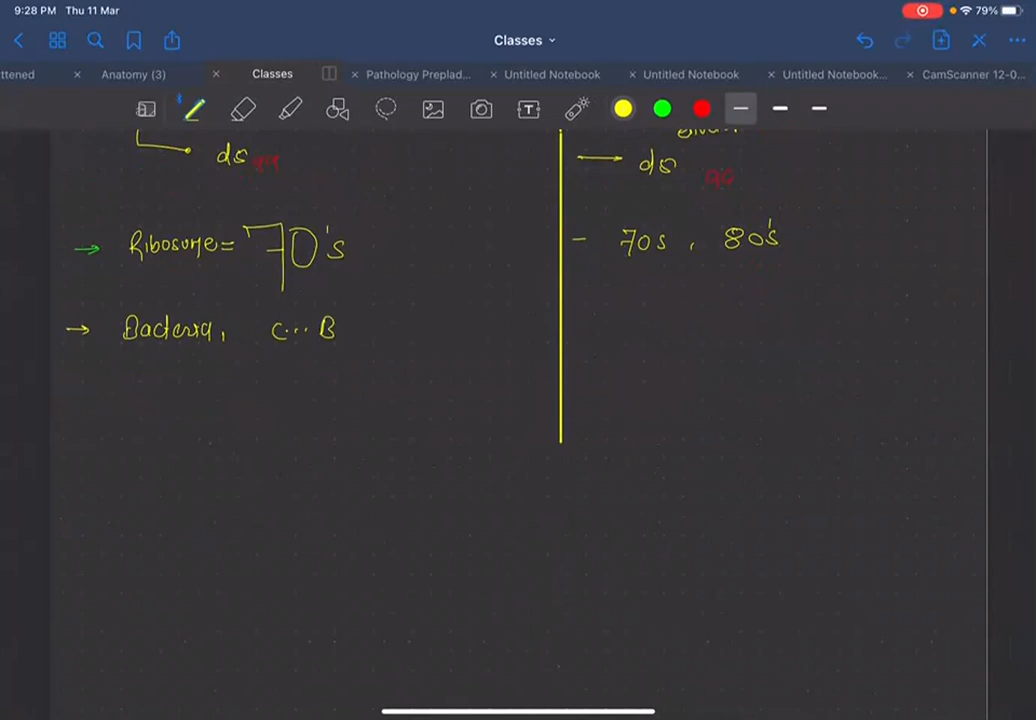 9:28 PM Thu 11 Mar
79%
Classes
ttened
Anatomy (3)
Classes
Pathology Preplad...
Untitled Notebook
Untitled Notebook
Untitled Notebook...
CamScanner 12-0...
T
ds
ds
Ribosome = 70's
- 70s, 80's
Bacteria, C... B